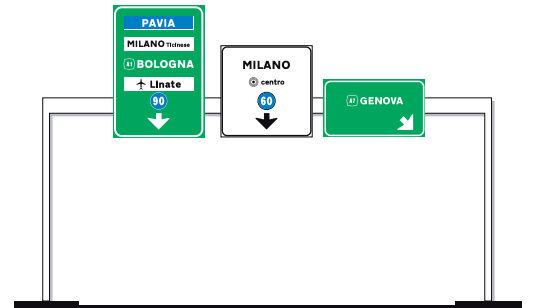 PAVIA
MILANO Ticinese
A1 BOLOGNA
Linate
90
MILANO
centro
60
A7 GENOVA